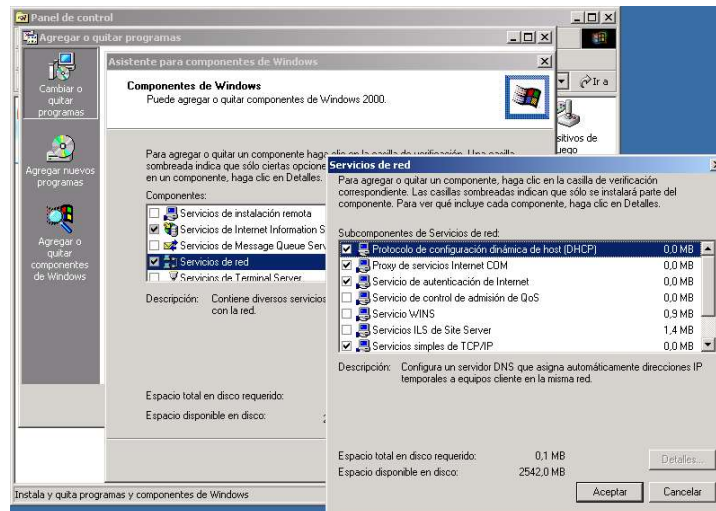 Panel de control
Agregar o quitar programas
Asistente para componentes de Windows
Cambiar o
quitar
programas
Agregar nuevos
programas
Agregar o
quitar
componentes
de Windows
Componentes de Windows
Puede agregar o quitar componentes de Windows 2000.
Ir a
Para agregar o quitar un componente haga clic en la casilla de verificación. Una casilla
sombreada indica que sólo ciertas
en un componente, haga clic en Detalles.
Componentes:
Servicios de instalación remota
Servicios de Internet Information S
Servicios de Message Queue Serv
Servicios de red
Servicios de Terminal Server
Descripción: Contiene diversos servicios
con la red.
Espacio total en disco requerido:
Espacio disponible en disco:
Instala y quita programas y componentes de Windows
sitivos de
juego
Servicios de red
Para agregar o quitar un componente, haga clic en la casilla de verificación
correspondiente. Las casillas sombreadas indican que sólo se instalará parte del
componente. Para ver qué incluye cada componente, haga clic en Detalles.
Subcomponentes de Servicios de red:
Protocolo de configuración dinámica de host (DHCP) 0,0 MB
Proxy de servicios Internet COM 0,0 MB
Servicio de autenticación de Internet 0,0 MB
Servicio de control de admisión de QoS 0,0 MB
Servicio WINS 0,9 MB
Servicios ILS de Site Server 1,4 MB
Servicios simples de TCP/IP 0,0 MB
Descripción: Configura un servidor DNS que asigna automáticamente direcciones IP
temporales a equipos cliente en la misma red.
Espacio total en disco requerido: 0,1 MB
Espacio disponible en disco: 2542,0 MB
Detalles...
Aceptar
Cancelar